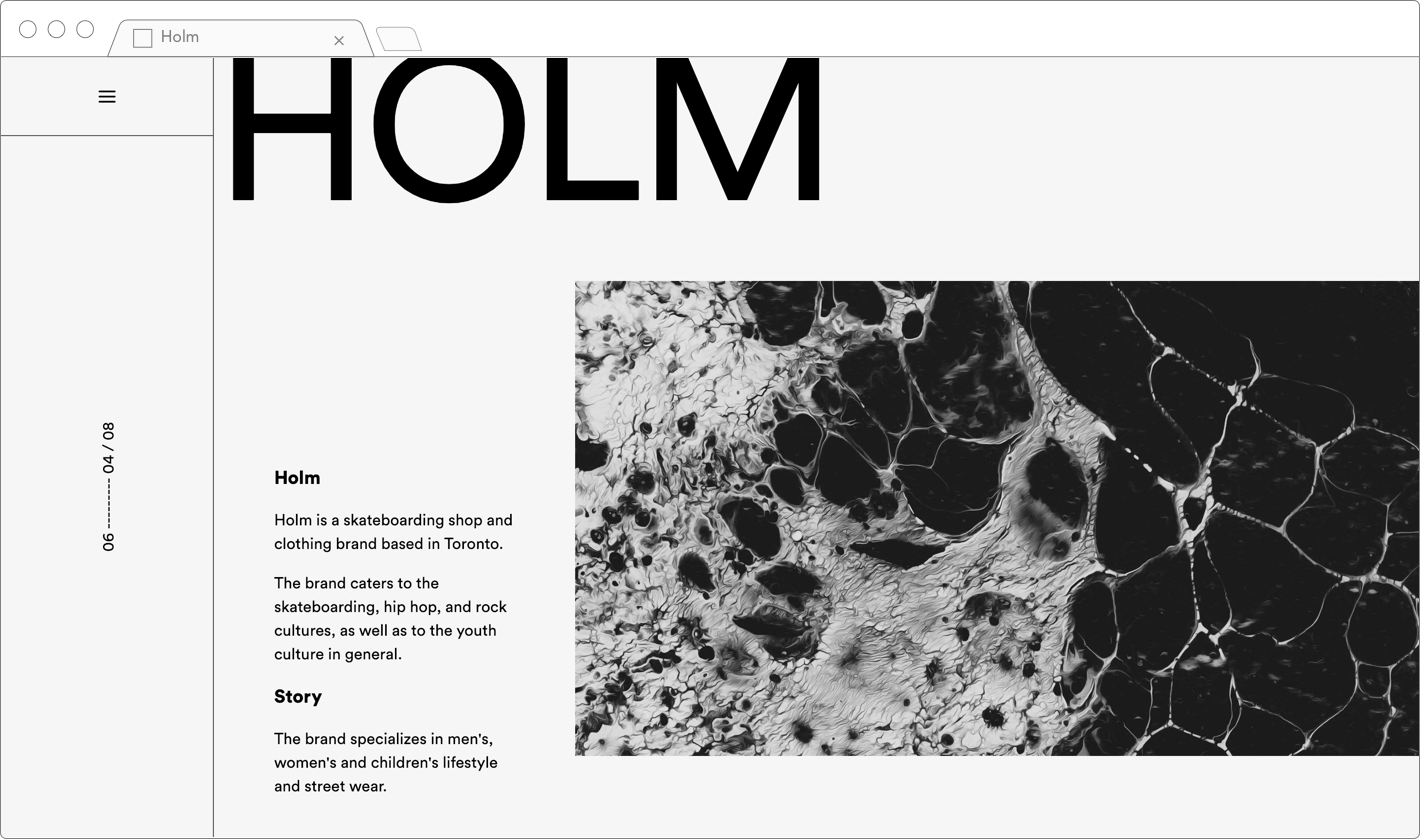 Holm
HOLM
06 ---------- 04 / 08
Holm
Holm is a skateboarding shop and
clothing brand based in Toronto.
The brand caters to the
skateboarding, hip hop, and rock
cultures, as well as to the youth
culture in general.
Story
The brand specializes in men's,
women's and children's lifestyle
and street wear.